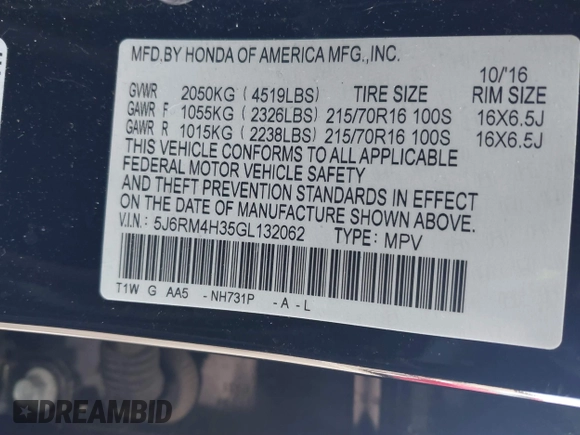 MFD.BY HONDA OF AMERICA MFG.,INC.
10/'16
GVWR 2050KG ( 4519LBS ) TIRE SIZE RIM SIZE
GAWR F 1055KG ( 2326LBS ) 215/70R16 100S 16X6.5J
GAWR R 1015KG ( 2238LBS ) 215/70R16 100S 16X6.5J
THIS VEHICLE CONFORMS TO ALL APPLICABLE
FEDERAL MOTOR VEHICLE SAFETY
AND THEFT PREVENTION STANDARDS IN EFFECT
ON THE DATE OF MANUFACTURE SHOWN ABOVE.
V.I.N.: 5J6RM4H35GL132062 TYPE: MPV
T1W G AA5 - NH731P - A - L
DREAMBID